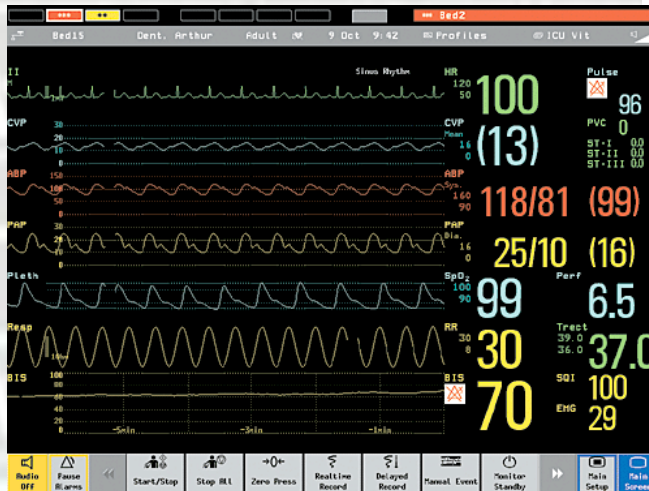 *** ** *** Bed2
Bed15 Dent, Arthur Adult 9 Oct 9:42 Profiles ICU Vit
II Sinus Rhythm HR Pulse
M 1mV 120 50 100 96
CVP 30 20 10 0 CVP Mean 16 0 (13) PVC 0
ST-I 0.0
ST-II 0.0
ST-III 0.0
ABP 150 100 50 0 ABP Sys. 160 90 118/81 (99)
PAP 30 20 10 0 PAP Dia. 16 0 25/10 (16)
Pleth SpO₂ 100 90 99 Perf 6.5
Resp RR 30 8 30 Trect 39.0 36.0 37.0
BIS 100 80 60 40 20 0 BIS 70 SQI 100
EMG 29
-5min -3min -1min
Audio Off Pause Alarms Start/Stop Stop All Zero Press Realtime Record Delayed Record Manual Event Monitor Standby Main Setup Main Screen